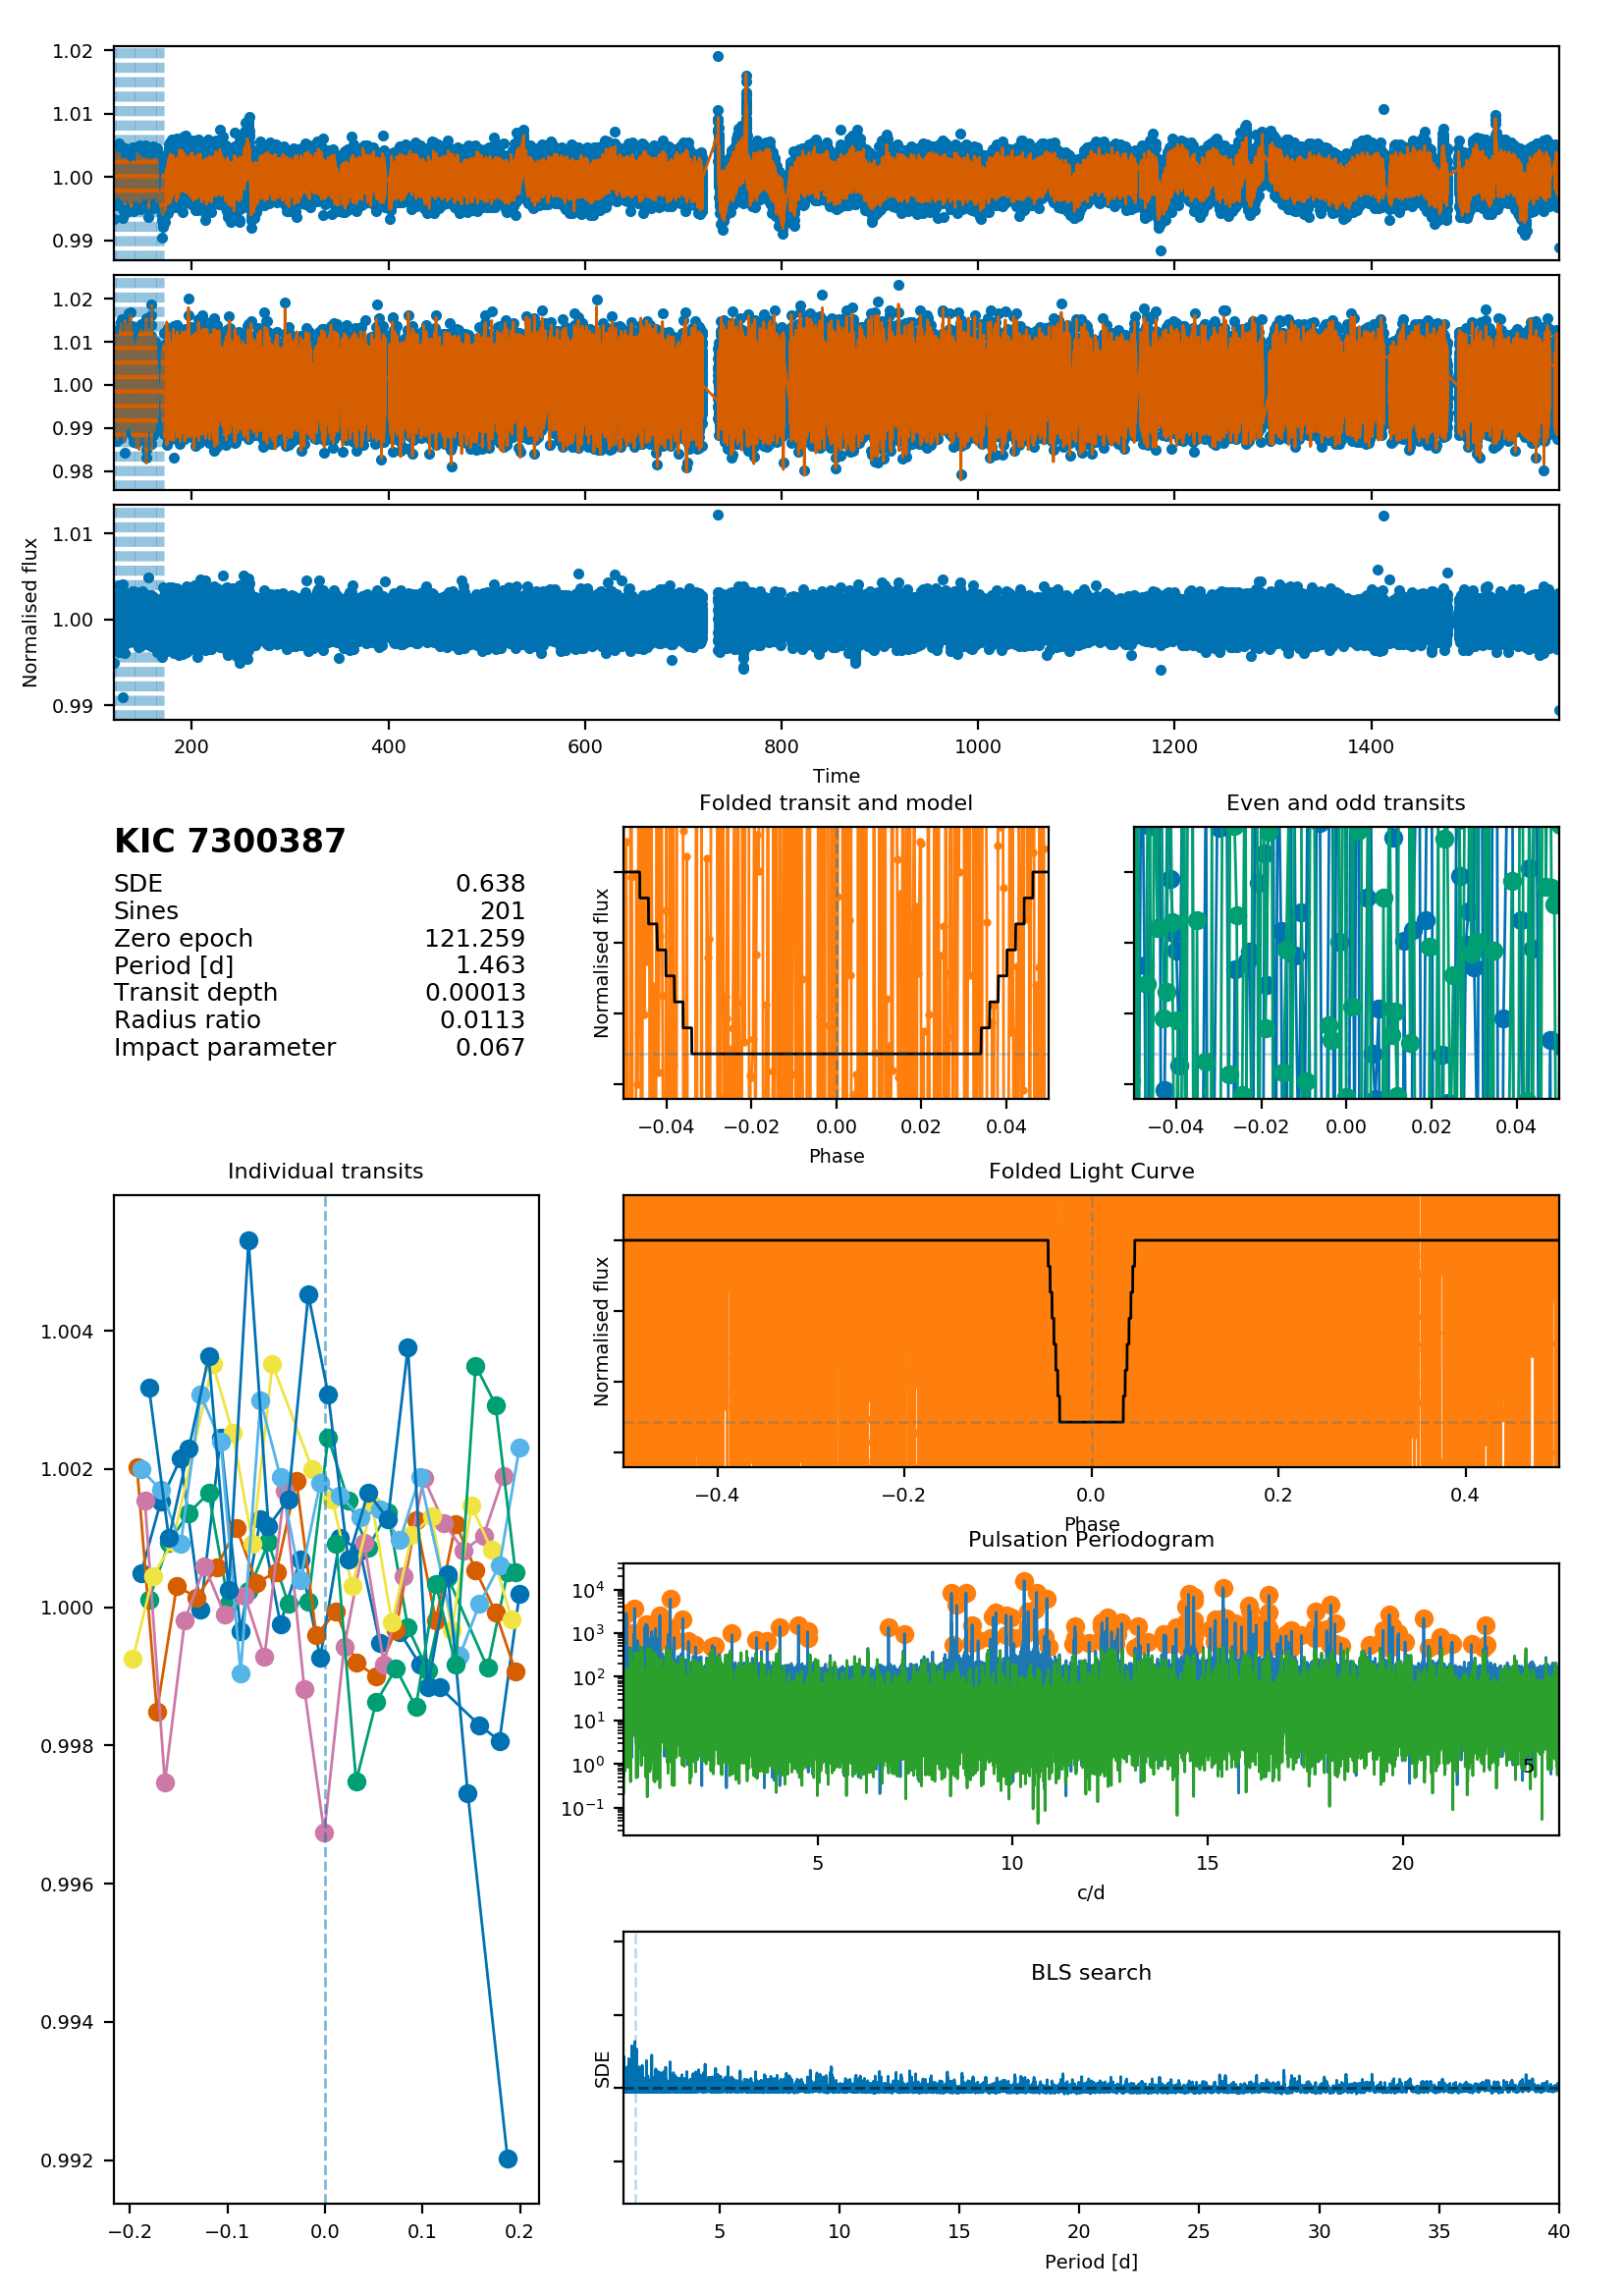 1.02
1.01
1.00
0.99
1.02
1.01
1.00
0.99
0.98
Normalised flux
1.01
1.00
0.99
200 400 600 800 1000 1200 1400
Time
KIC 7300387
SDE 0.638
Sines 201
Zero epoch 121.259
Period [d] 1.463
Transit depth 0.00013
Radius ratio 0.0113
Impact parameter 0.067
Folded transit and model
Normalised flux
−0.04 −0.02 0.00 0.02 0.04
Phase
Even and odd transits
−0.04 −0.02 0.00 0.02 0.04
Individual transits
1.004
1.002
1.000
0.998
0.996
0.994
0.992
−0.2 −0.1 0.0 0.1 0.2
Folded Light Curve
Normalised flux
−0.4 −0.2 0.0 0.2 0.4
Phase
Pulsation Periodogram
10⁴
10³
10²
10¹
10⁰
10⁻¹
5
5 10 15 20
c/d
BLS search
SDE
5 10 15 20 25 30 35 40
Period [d]